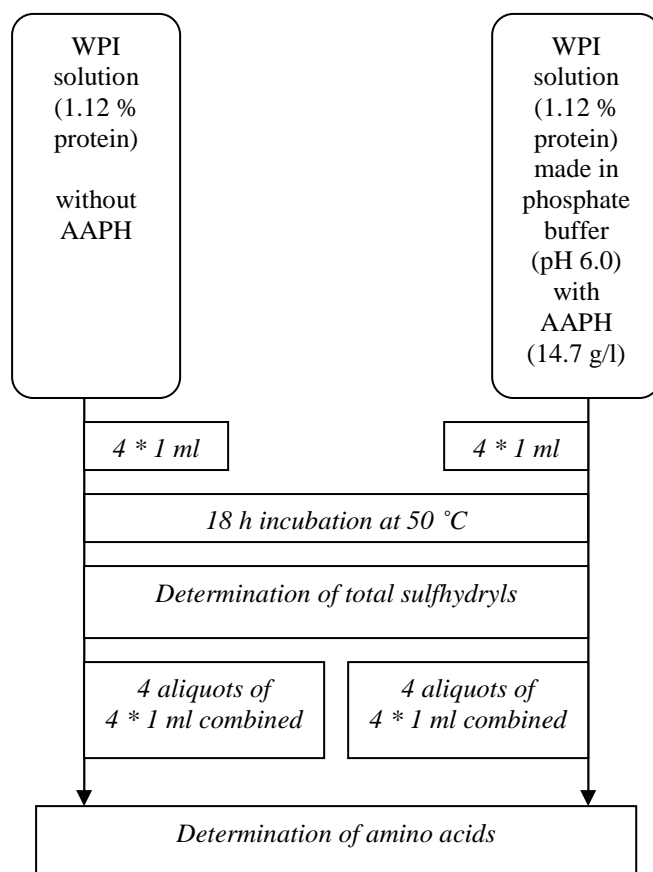 WPI
solution
(1.12 %
protein)
without
AAPH
WPI
solution
(1.12 %
protein)
made in
phosphate
buffer
(pH 6.0)
with
AAPH
(14.7 g/l)
4 * 1 ml
4 * 1 ml
18 h incubation at 50 ˚C
Determination of total sulfhydryls
4 aliquots of
4 * 1 ml combined
4 aliquots of
4 * 1 ml combined
Determination of amino acids